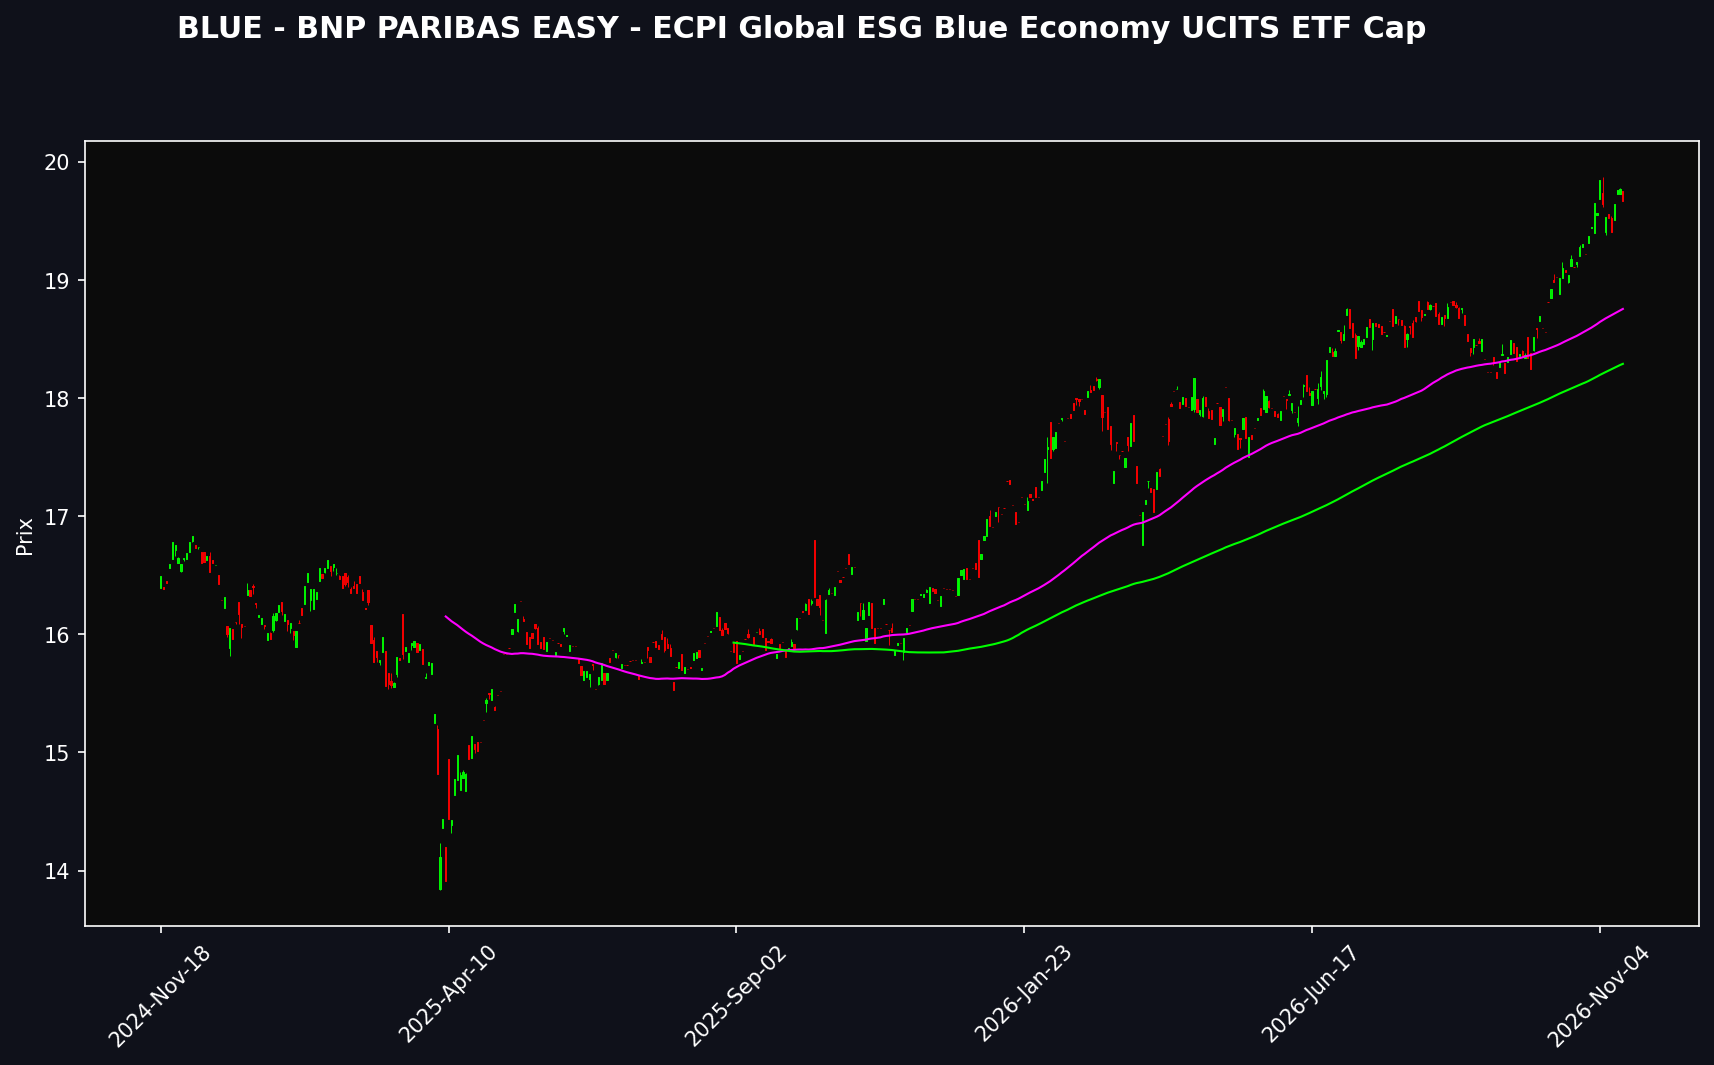 BLUE - BNP PARIBAS EASY - ECPI Global ESG Blue Economy UCITS ETF Cap
Prix
20
19
18
17
16
15
14
2024-Nov-18
2025-Apr-10
2025-Sep-02
2026-Jan-23
2026-Jun-17
2026-Nov-04